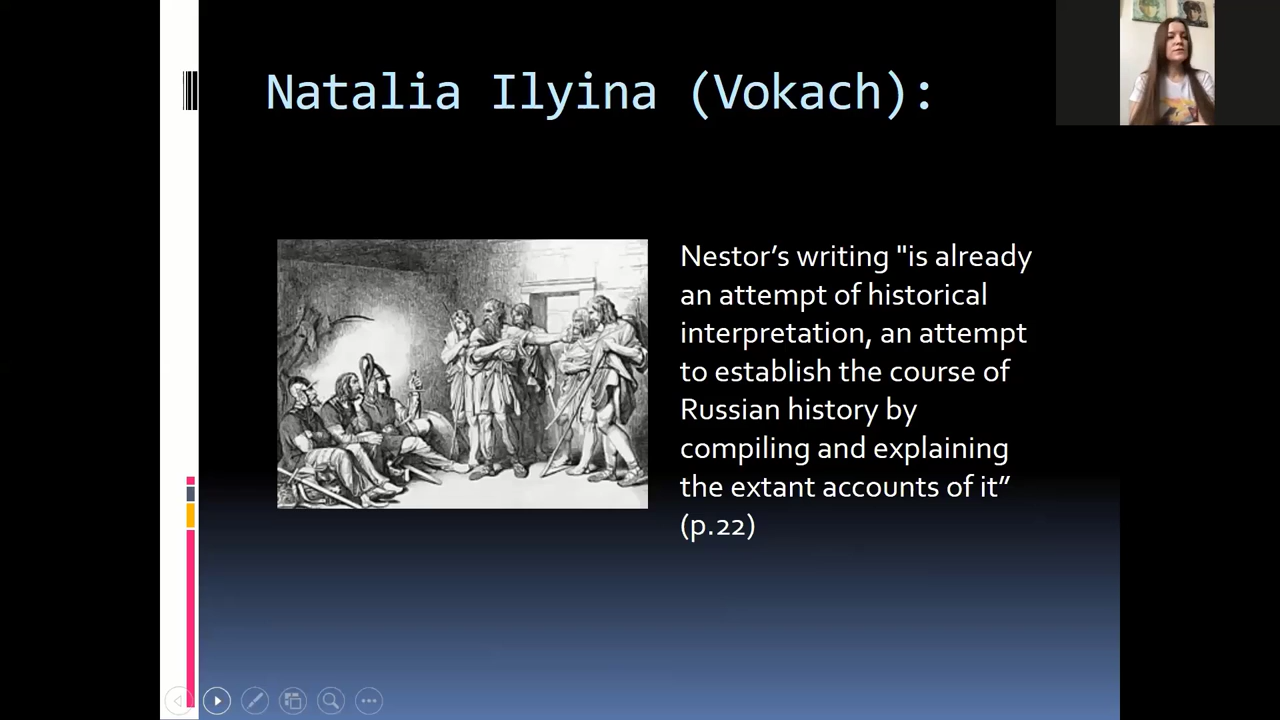 Natalia Ilyina (Vokach):
Nestor’s writing "is already
an attempt of historical
interpretation, an attempt
to establish the course of
Russian history by
compiling and explaining
the extant accounts of it”
(p.22)